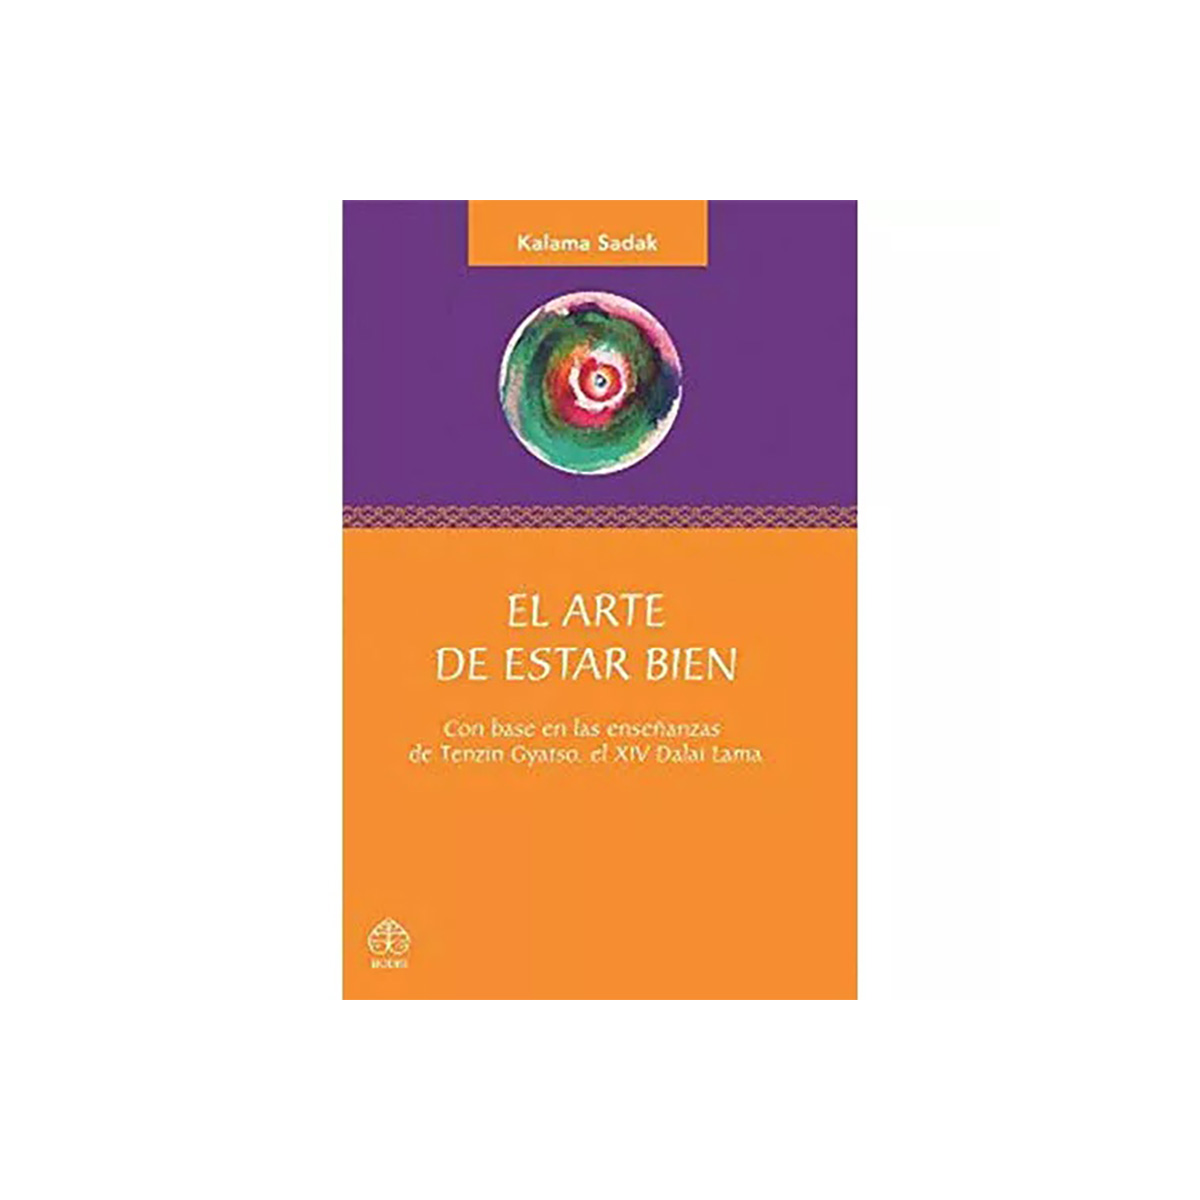 Kalama Sadak
EL ARTE
DE ESTAR BIEN
Con base en las enseñanzas
de Tenzin Gyatso, el XIV Dalai Lama